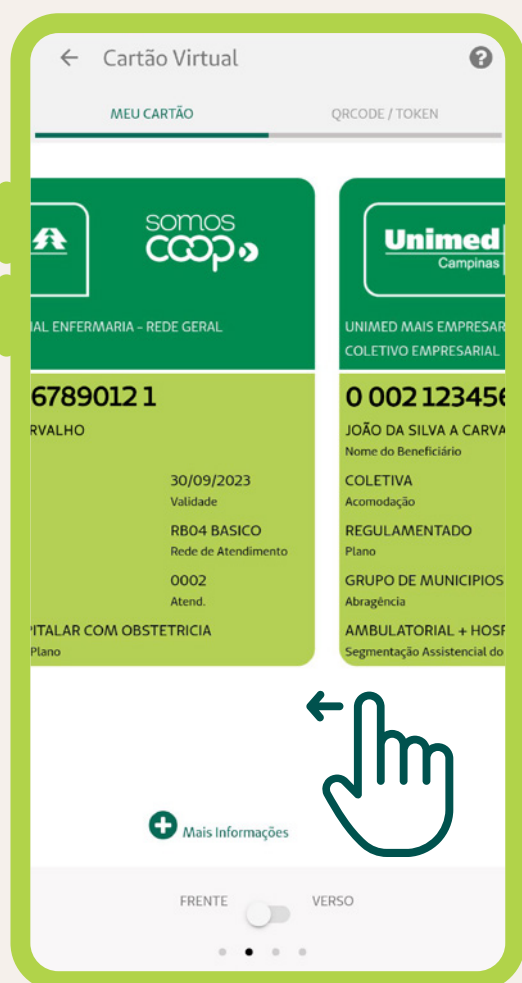 Cartão Virtual
MEU CARTÃO
QRCODE / TOKEN
somos
coop
IAL ENFERMARIA - REDE GERAL
67890121
RVALHO
30/09/2023
Validade
RB04 BASICO
Rede de Atendimento
0002
Atend.
PITALAR COM OBSTETRICIA
Plano
Unimed
Campinas
UNIMED MAIS EMPRESAR
COLETIVO EMPRESARIAL
0 002 123456
JOÃO DA SILVA A CARVA
Nome do Beneficiário
COLETIVA
Acomodação
REGULAMENTADO
Plano
GRUPO DE MUNICIPIOS
Abragência
AMBULATORIAL + HOSP
Segmentação Assistencial do
Mais Informações
FRENTE
VERSO